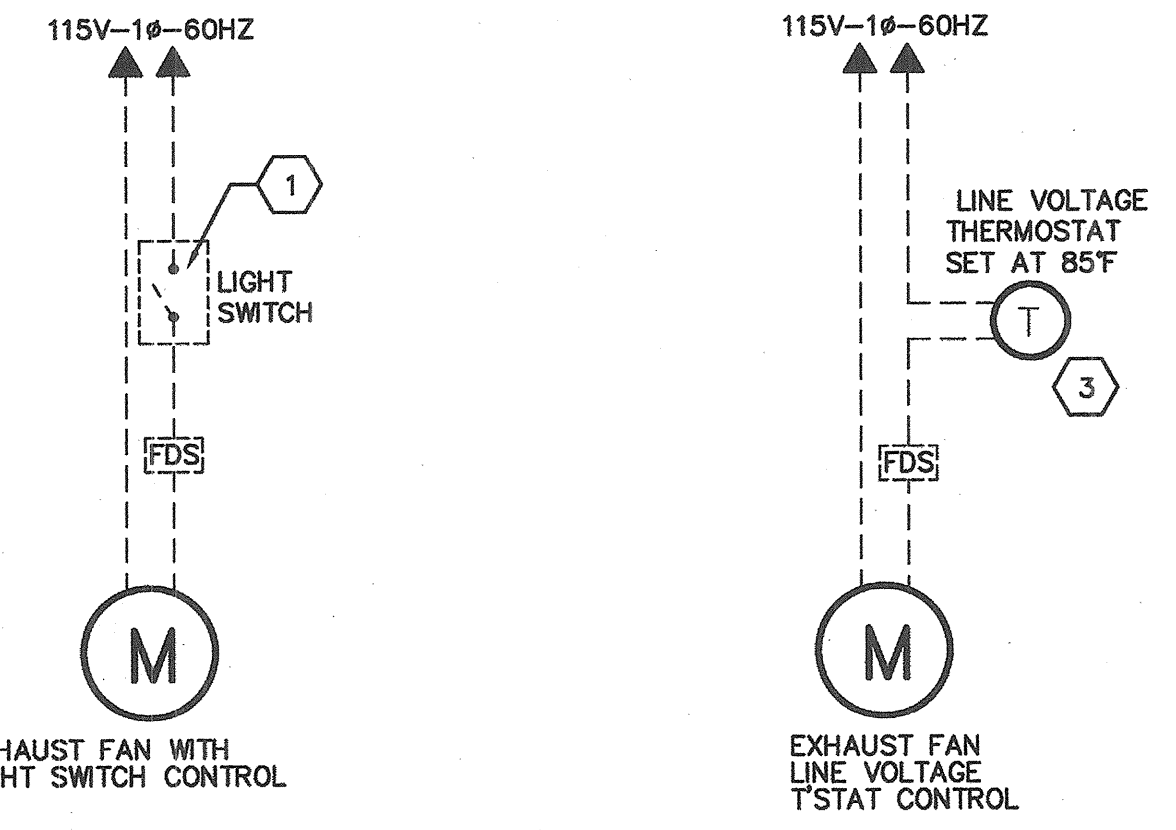 115V-1ø-60HZ
1
LIGHT
SWITCH
FDS
M
HAUST FAN WITH
HT SWITCH CONTROL
115V-1ø-60HZ
LINE VOLTAGE
THERMOSTAT
SET AT 85°F
T
3
FDS
M
EXHAUST FAN
LINE VOLTAGE
T'STAT CONTROL